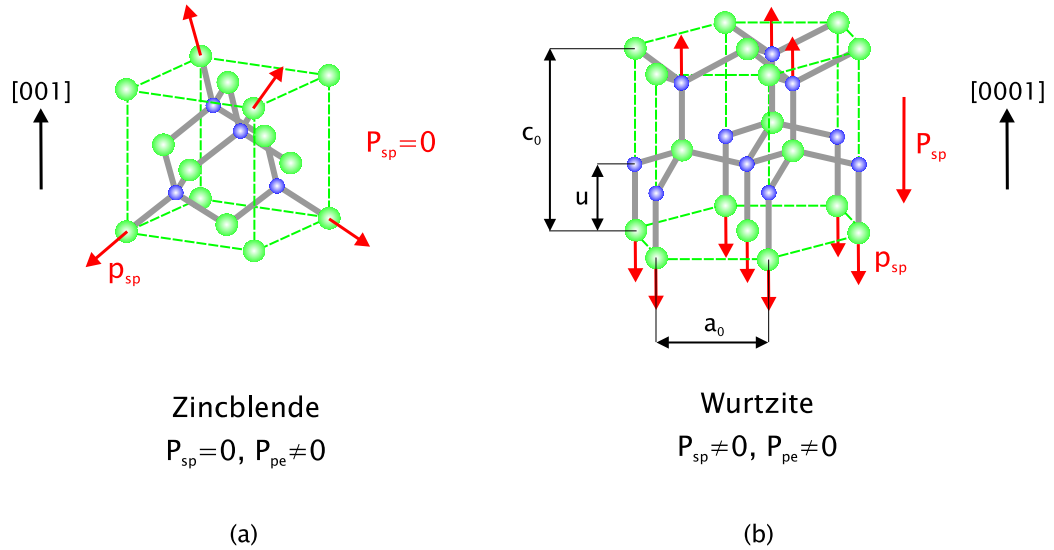 [001]
P_sp=0
p_sp
Zincblende
P_sp=0, P_pe≠0
(a)
c_0
u
a_0
P_sp
[0001]
p_sp
Wurtzite
P_sp≠0, P_pe≠0
(b)